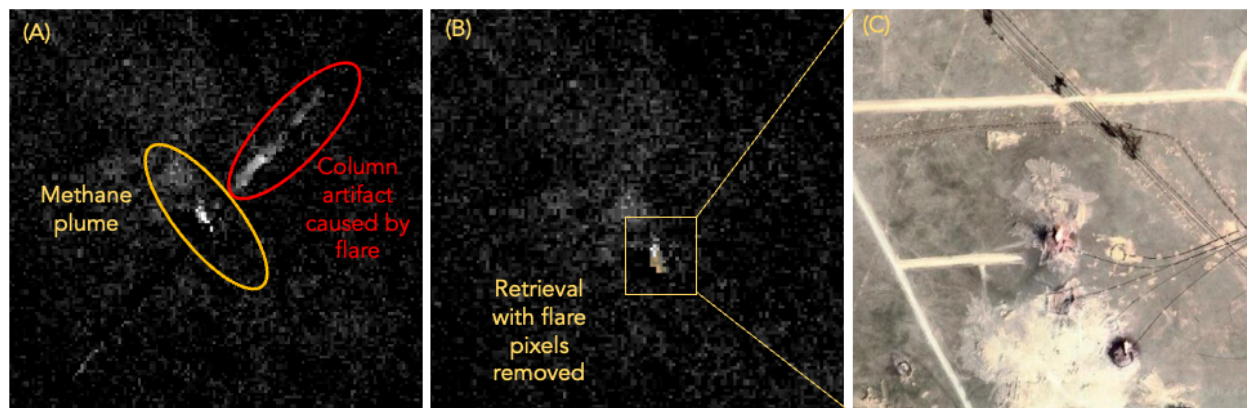 (A)
Methane
plume
Column
artifact
caused by
flare
(B)
Retrieval
with flare
pixels
removed
(C)